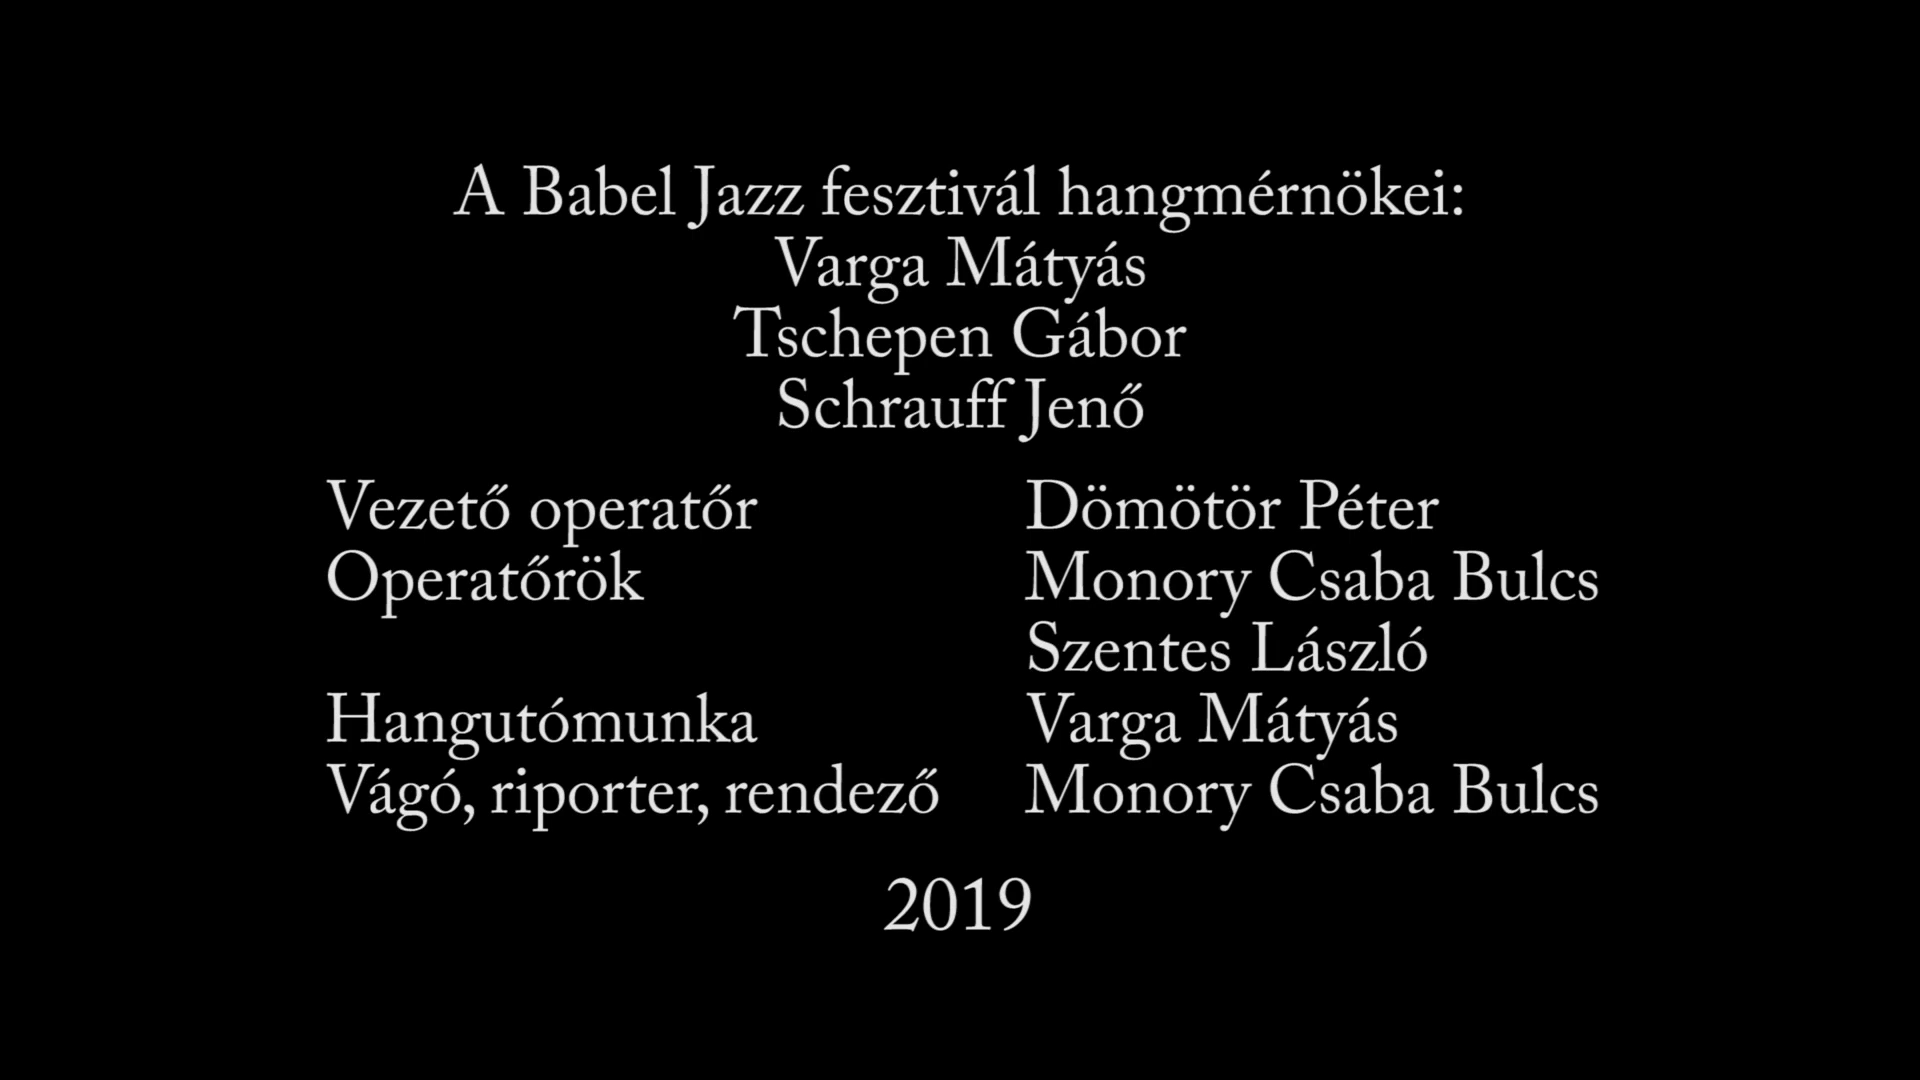 A Babel Jazz fesztivál hangmérnökei:
Varga Mátyás
Tschepen Gábor
Schrauff Jenő
Vezető operatőr Dömötör Péter
Operatőrök Monory Csaba Bulcs
Szentes László
Hangutómunka Varga Mátyás
Vágó, riporter, rendező Monory Csaba Bulcs
2019